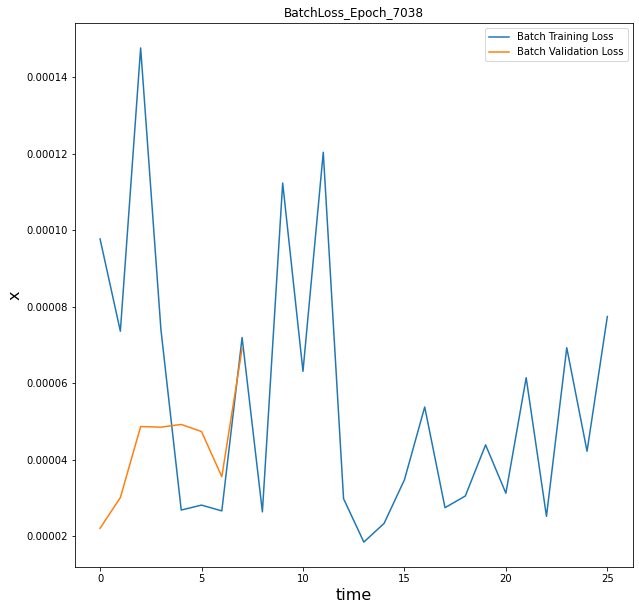 BatchLoss_Epoch_7038
Batch Training Loss
Batch Validation Loss
x
0.00014
0.00012
0.00010
0.00008
0.00006
0.00004
0.00002
0 5 10 15 20 25
time